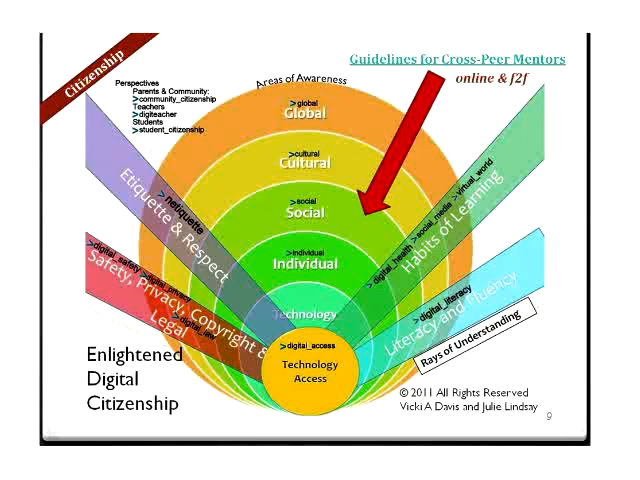 Citizenship
Guidelines for Cross-Peer Mentors
online & f2f
Perspectives
Parents & Community:
>community_citizenship
Teachers
>digiteacher
Students
>student_citizenship
Areas of Awareness
>global
Global
>cultural
Cultural
>social
Social
>individual
Individual
Technology
>digital_access
Technology
Access
>netiquette
Etiquette & Respect
>digital_safety >digital_privacy
Safety, Privacy, Copyright &
Legal
>digital_law
>digital_health >social_media >virtual_world
Habits of Learning
>digital_literacy
Literacy and Fluency
Rays of Understanding
Enlightened
Digital
Citizenship
© 2011 All Rights Reserved
Vicki A Davis and Julie Lindsay
9